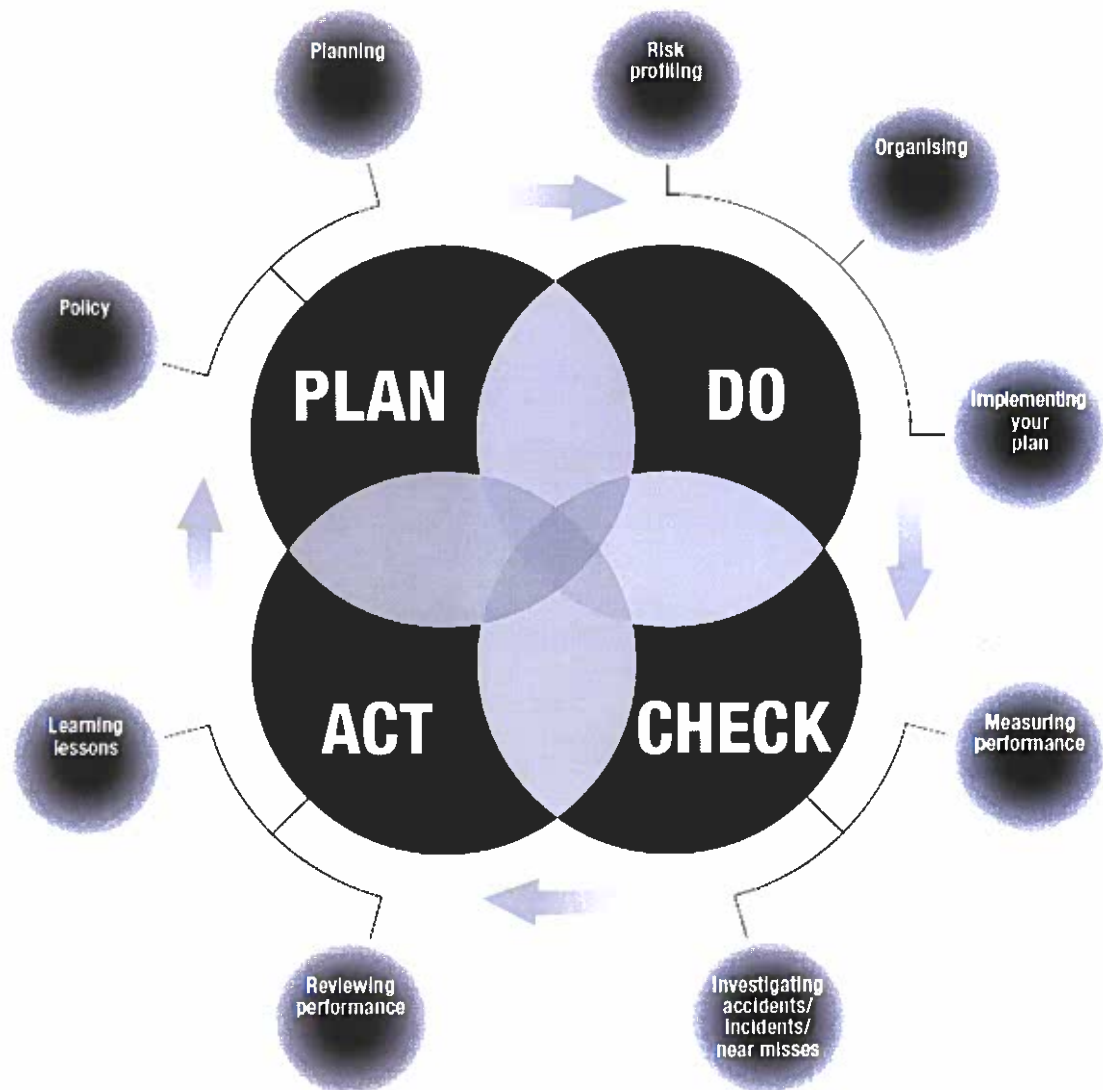 Planning
Risk
profiling
Organising
Policy
PLAN
DO
Implementing
your
plan
Learning
lessons
ACT
CHECK
Measuring
performance
Reviewing
performance
Investigating
accidents/
incidents/
near misses